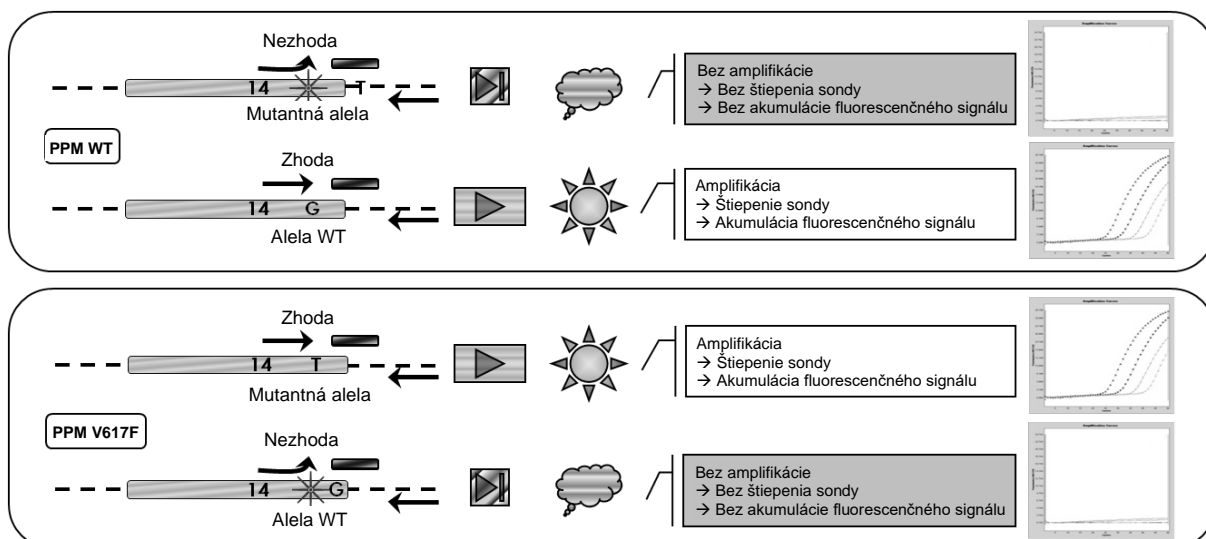 Nezhoda
14
T
Mutantná alela
Bez amplifikácie
→ Bez štiepenia sondy
→ Bez akumulácie fluorescenčného signálu
PPM WT
Zhoda
14 G
Alela WT
Amplifikácia
→ Štiepenie sondy
→ Akumulácia fluorescenčného signálu
Zhoda
14 T
Mutantná alela
Amplifikácia
→ Štiepenie sondy
→ Akumulácia fluorescenčného signálu
PPM V617F
Nezhoda
14 G
Alela WT
Bez amplifikácie
→ Bez štiepenia sondy
→ Bez akumulácie fluorescenčného signálu